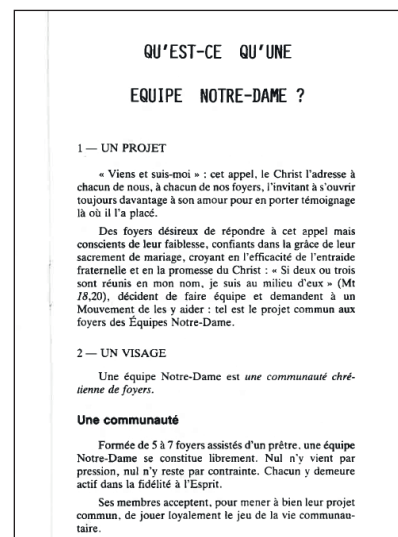 QU'EST-CE QU'UNE
EQUIPE NOTRE-DAME ?
1 — UN PROJET
« Viens et suis-moi » : cet appel, le Christ l'adresse à
chacun de nous, à chacun de nos foyers, l'invitant à s'ouvrir
toujours davantage à son amour pour en porter témoignage
là où il l'a placé.
Des foyers désireux de répondre à cet appel mais
conscients de leur faiblesse, confiants dans la grâce de leur
sacrement de mariage, croyant en l'efficacité de l'entraide
fraternelle et en la promesse du Christ : « Si deux ou trois
sont réunis en mon nom, je suis au milieu d'eux » (Mt
18,20), décident de faire équipe et demandent à un
Mouvement de les y aider : tel est le projet commun aux
foyers des Équipes Notre-Dame.
2 — UN VISAGE
Une équipe Notre-Dame est une communauté chré-
tienne de foyers.
Une communauté
Formée de 5 à 7 foyers assistés d'un prêtre, une équipe
Notre-Dame se constitue librement. Nul n'y vient par
pression, nul n'y reste par contrainte. Chacun y demeure
actif dans la fidélité à l'Esprit.
Ses membres acceptent, pour mener à bien leur projet
commun, de jouer loyalement le jeu de la vie communau-
taire.